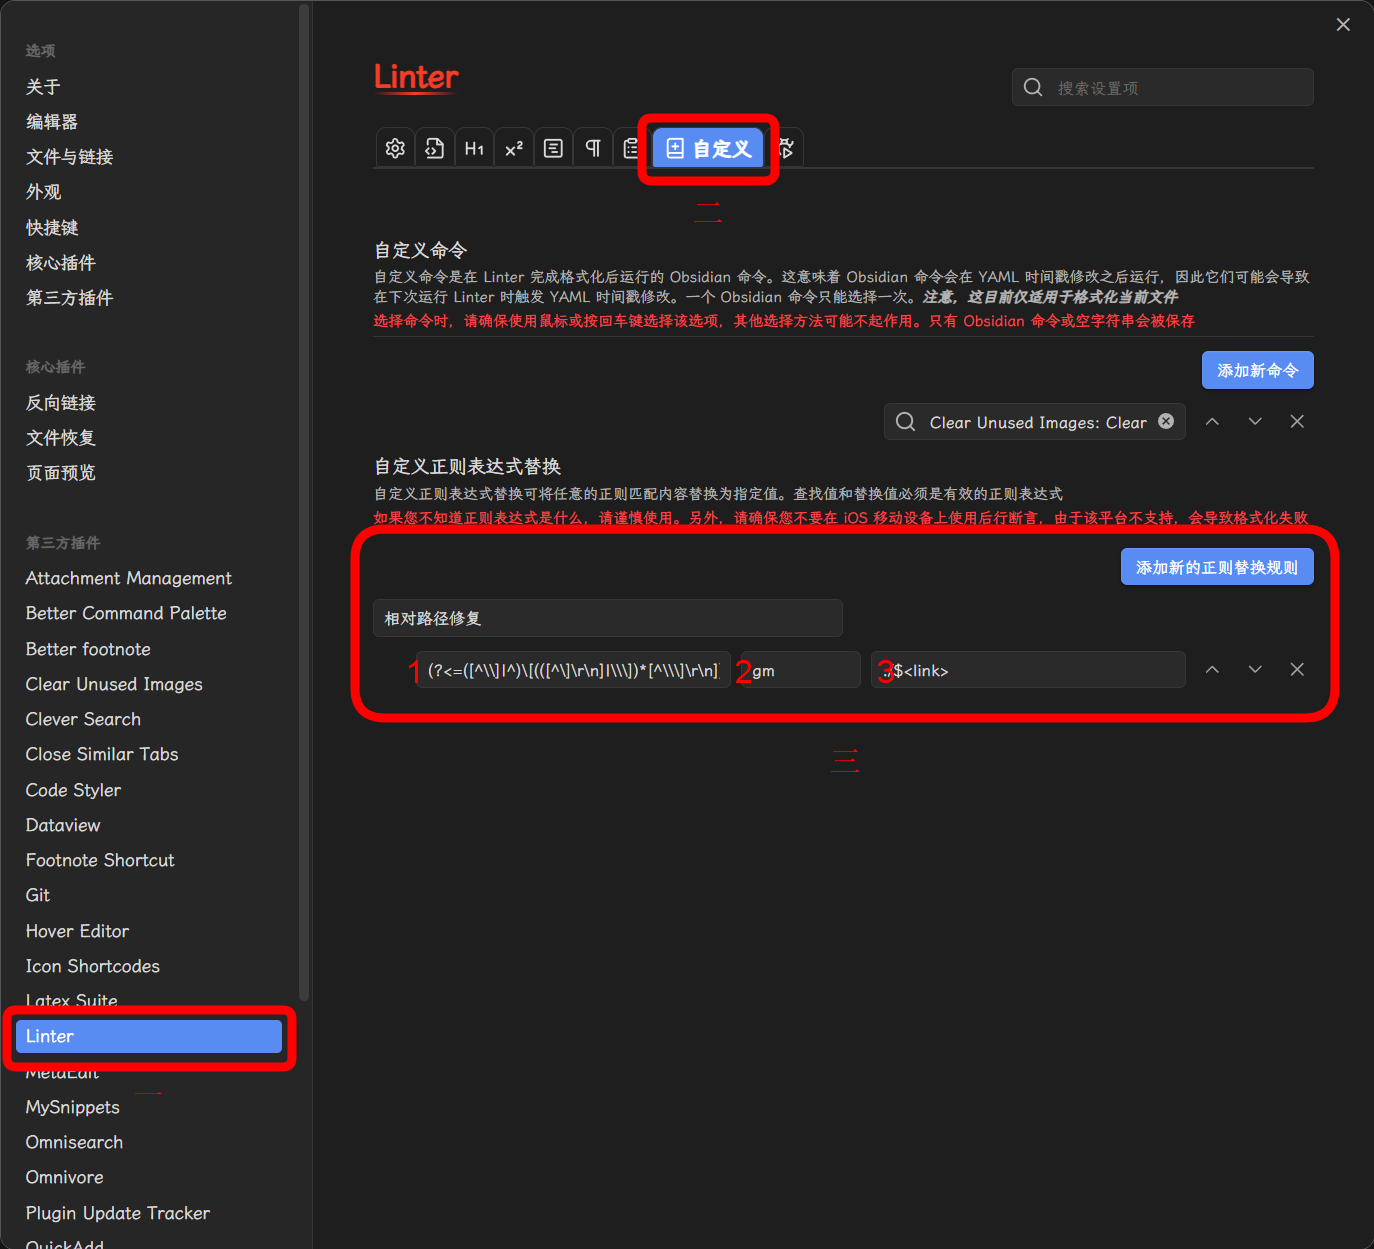 选项
关于
编辑器
文件与链接
外观
快捷键
核心插件
第三方插件
核心插件
反向链接
文件恢复
页面预览
第三方插件
Attachment Management
Better Command Palette
Better footnote
Clear Unused Images
Clever Search
Close Similar Tabs
Code Styler
Dataview
Footnote Shortcut
Git
Hover Editor
Icon Shortcodes
Latex Suite
Linter
MetaEdit
一
MySnippets
Omnisearch
Omnivore
Plugin Update Tracker
QuickAdd
Linter
搜索设置项
H1
x²
自定义
二
自定义命令
自定义命令是在 Linter 完成格式化后运行的 Obsidian 命令。这意味着 Obsidian 命令会在 YAML 时间戳修改之后运行，因此它们可能会导致
在下次运行 Linter 时触发 YAML 时间戳修改。一个 Obsidian 命令只能选择一次。注意，这目前仅适用于格式化当前文件
选择命令时，请确保使用鼠标或按回车键选择该选项，其他选择方法可能不起作用。只有 Obsidian 命令或空字符串会被保存
添加新命令
Clear Unused Images: Clear
自定义正则表达式替换
自定义正则表达式替换可将任意的正则匹配内容替换为指定值。查找值和替换值必须是有效的正则表达式
如果您不知道正则表达式是什么，请谨慎使用。另外，请确保您不要在 iOS 移动设备上使用后行断言，由于该平台不支持，会导致格式化失败
添加新的正则替换规则
相对路径修复
1 (?<=([^\\]|^)\[(([^\]\r\n]|\\\])*[^\\\]\r\n] 2 gm 3 ./$<link>
三